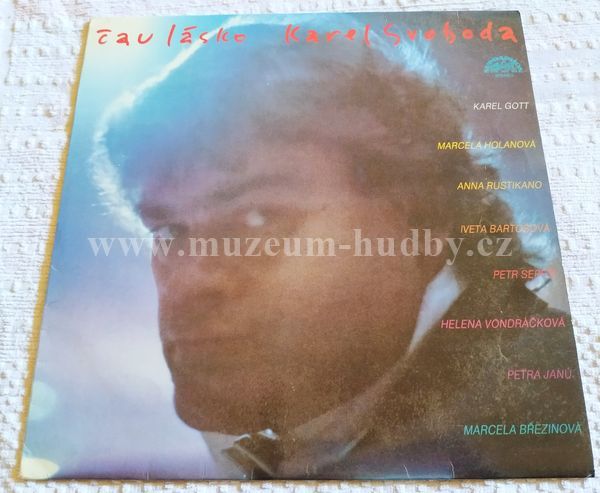 čau lásko Karel Svoboda
KAREL GOTT
MARCELA HOLANOVÁ
ANNA RUSTIKANO
IVETA BARTOŠOVÁ
www.muzeum-hudby.cz
PETR
HELENA VONDRÁČKOVÁ
PETRA JANŮ
MARCELA BŘEZINOVÁ